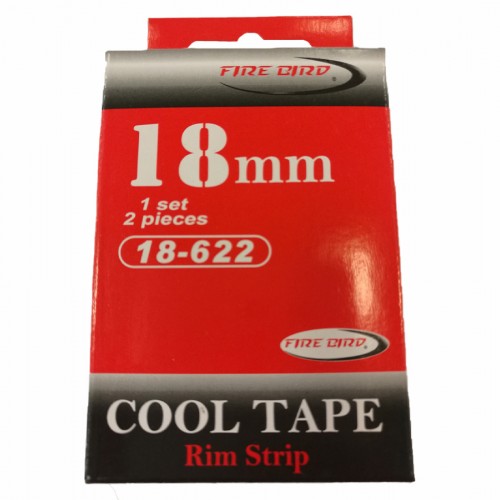 FIRE BIRD®
18mm
1 set
2 pieces
18-622
FIRE BIRD®
COOL TAPE
Rim Strip